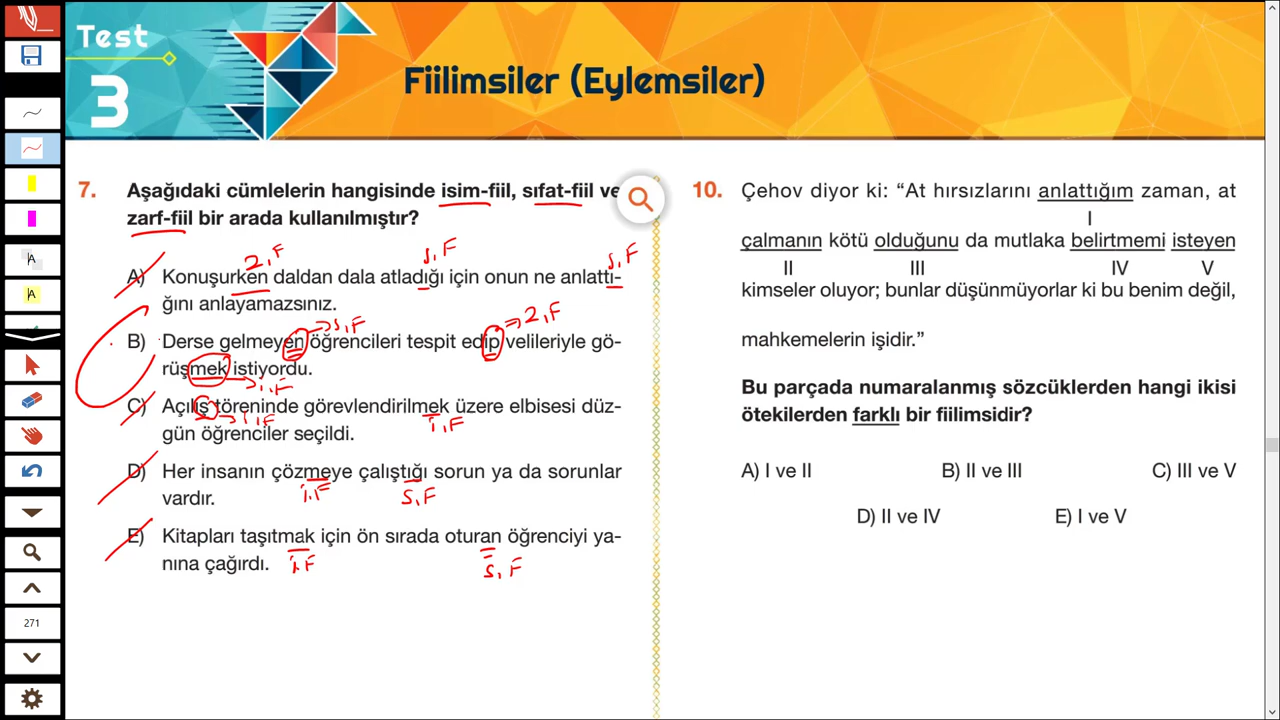 Test
3
Fiilimsiler (Eylemsiler)
7. Aşağıdaki cümlelerin hangisinde isim-fiil, sıfat-fiil ve
zarf-fiil bir arada kullanılmıştır?
Z.F
S.F
S.F
A) Konuşurken daldan dala atladığı için onun ne anlattı-
ğını anlayamazsınız.
S.F
Z.F
B) Derse gelmeyen öğrencileri tespit edip velileriyle gö-
rüşmek istiyordu.
i.F
C) Açılış töreninde görevlendirilmek üzere elbisesi düz-
i.F
i.F
gün öğrenciler seçildi.
D) Her insanın çözmeye çalıştığı sorun ya da sorunlar
vardır.
i.F
S.F
E) Kitapları taşıtmak için ön sırada oturan öğrenciyi ya-
nına çağırdı.
i.F
S.F
10. Çehov diyor ki: “At hırsızlarını anlattığım zaman, at
I
çalmanın kötü olduğunu da mutlaka belirtmemi isteyen
II III IV V
kimseler oluyor; bunlar düşünmüyorlar ki bu benim değil,
mahkemelerin işidir.”
Bu parçada numaralanmış sözcüklerden hangi ikisi
ötekilerden farklı bir fiilimsidir?
A) I ve II B) II ve III C) III ve V
D) II ve IV E) I ve V
A
A
271